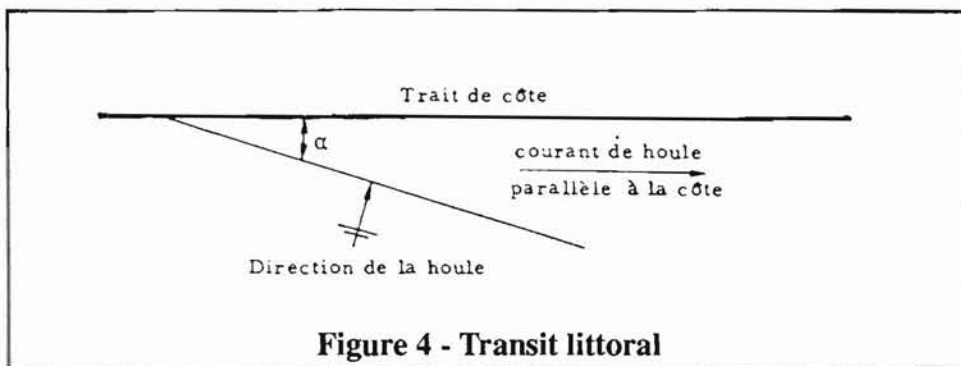 Trait de côte
α
courant de houle
parallèle à la côte
Direction de la houle
Figure 4 - Transit littoral